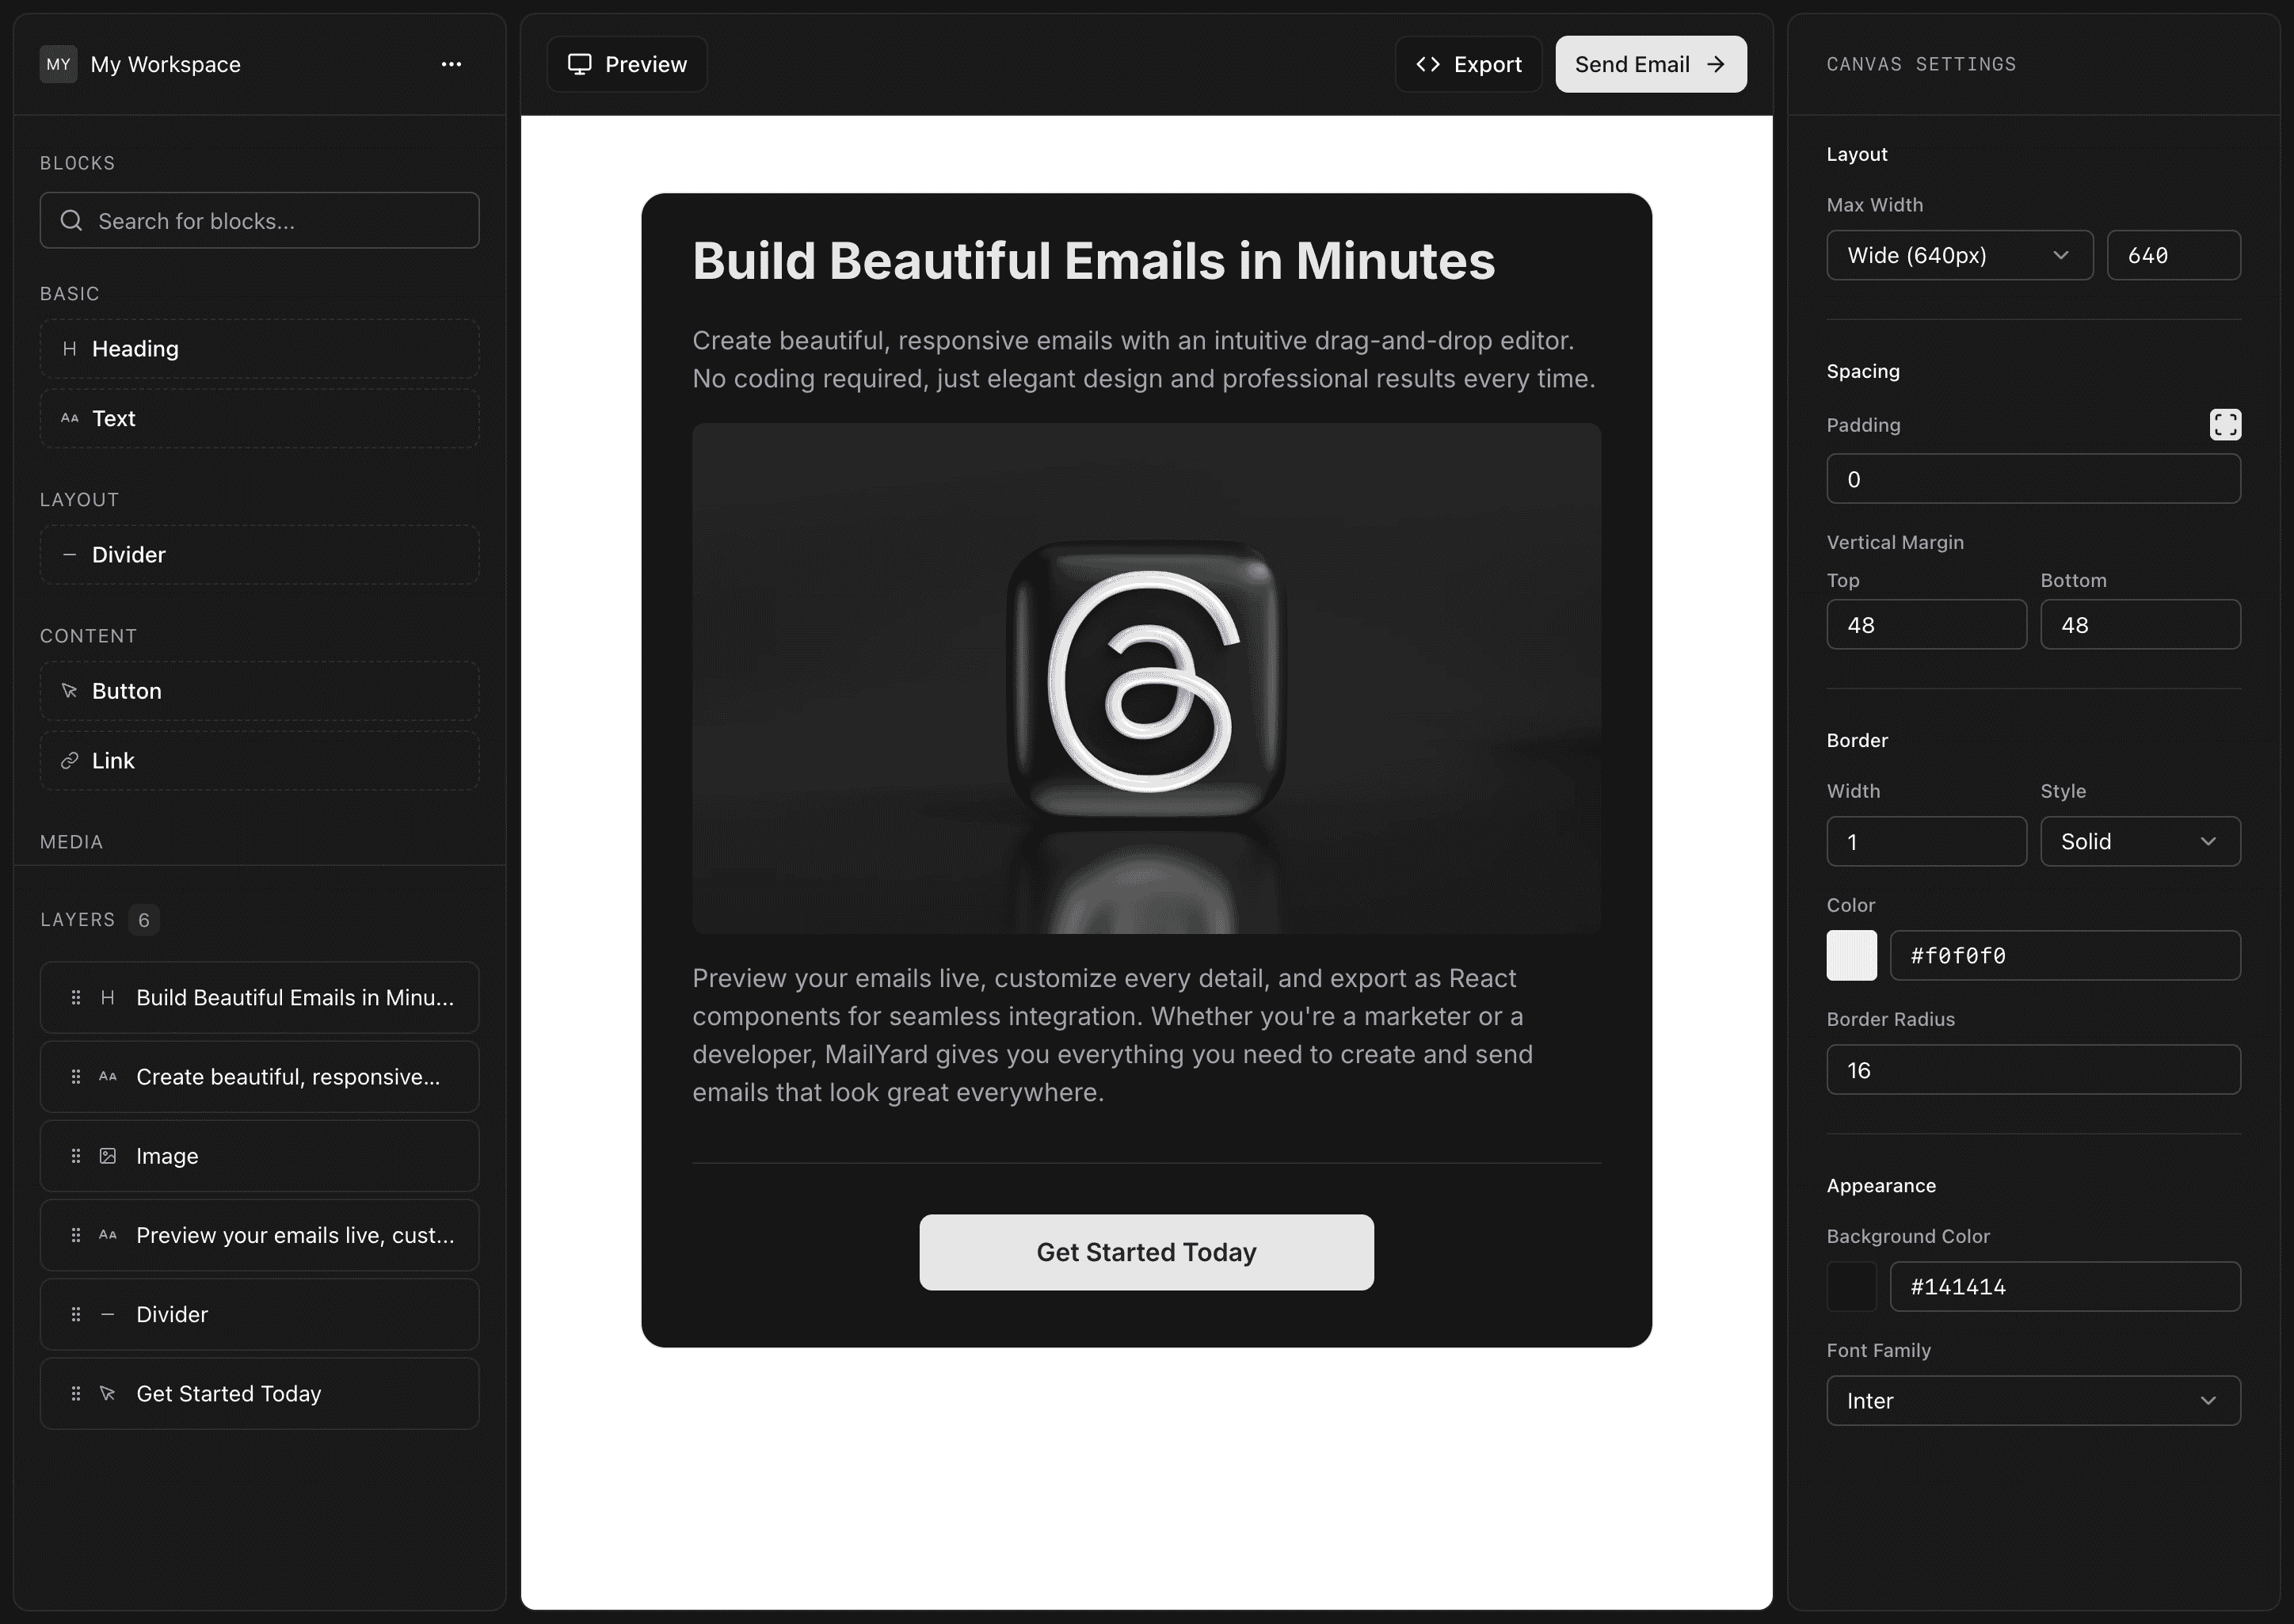 MY My Workspace
BLOCKS
Search for blocks...
BASIC
H Heading
AA Text
LAYOUT
Divider
CONTENT
Button
Link
MEDIA
LAYERS 6
H Build Beautiful Emails in Minu...
AA Create beautiful, responsive...
Image
AA Preview your emails live, cust...
Divider
Get Started Today
Preview
Export
Send Email
Build Beautiful Emails in Minutes
Create beautiful, responsive emails with an intuitive drag-and-drop editor.
No coding required, just elegant design and professional results every time.
Preview your emails live, customize every detail, and export as React
components for seamless integration. Whether you're a marketer or a
developer, MailYard gives you everything you need to create and send
emails that look great everywhere.
Get Started Today
CANVAS SETTINGS
Layout
Max Width
Wide (640px) 640
Spacing
Padding
0
Vertical Margin
Top Bottom
48 48
Border
Width Style
1 Solid
Color
#f0f0f0
Border Radius
16
Appearance
Background Color
#141414
Font Family
Inter